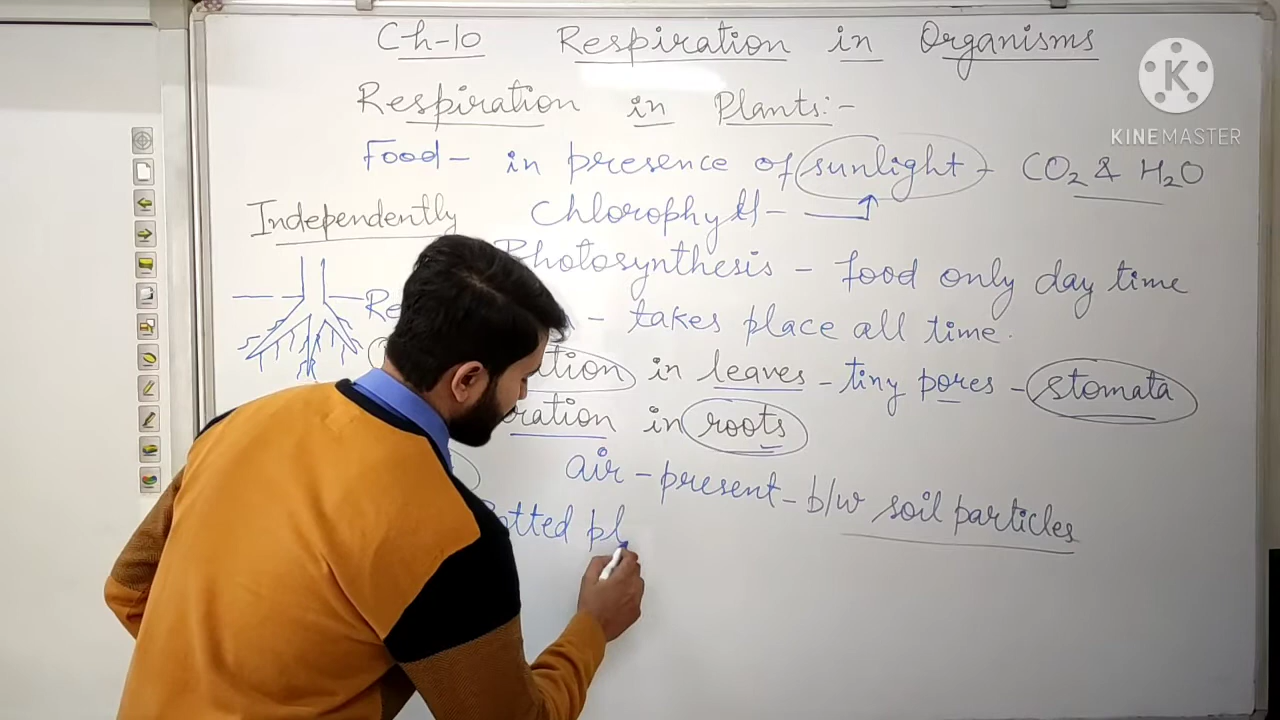 Ch-10 Respiration in Organisms
Respiration in Plants:-
Food - in presence of sunlight - CO2 & H2O
Independently Chlorophyll -
Photosynthesis - food only day time
- takes place all time.
in leaves - tiny pores - stomata
in roots
air - present - b/w soil particles
KINEMASTER